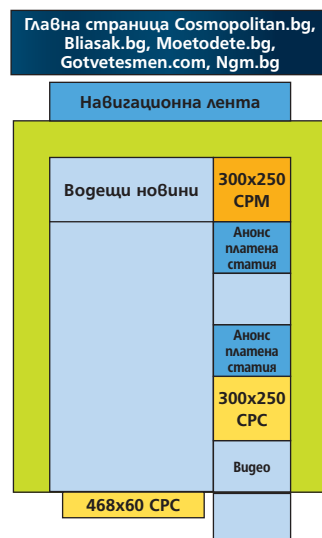 Главна страница Cosmopolitan.bg,
Bliasak.bg, Moetodete.bg,
Gotvetesmen.com, Ngm.bg
Навигационна лента
Водещи новини
300x250
CPM
Анонс
платена
статия
Анонс
платена
статия
300x250
CPC
Видео
468x60 CPC